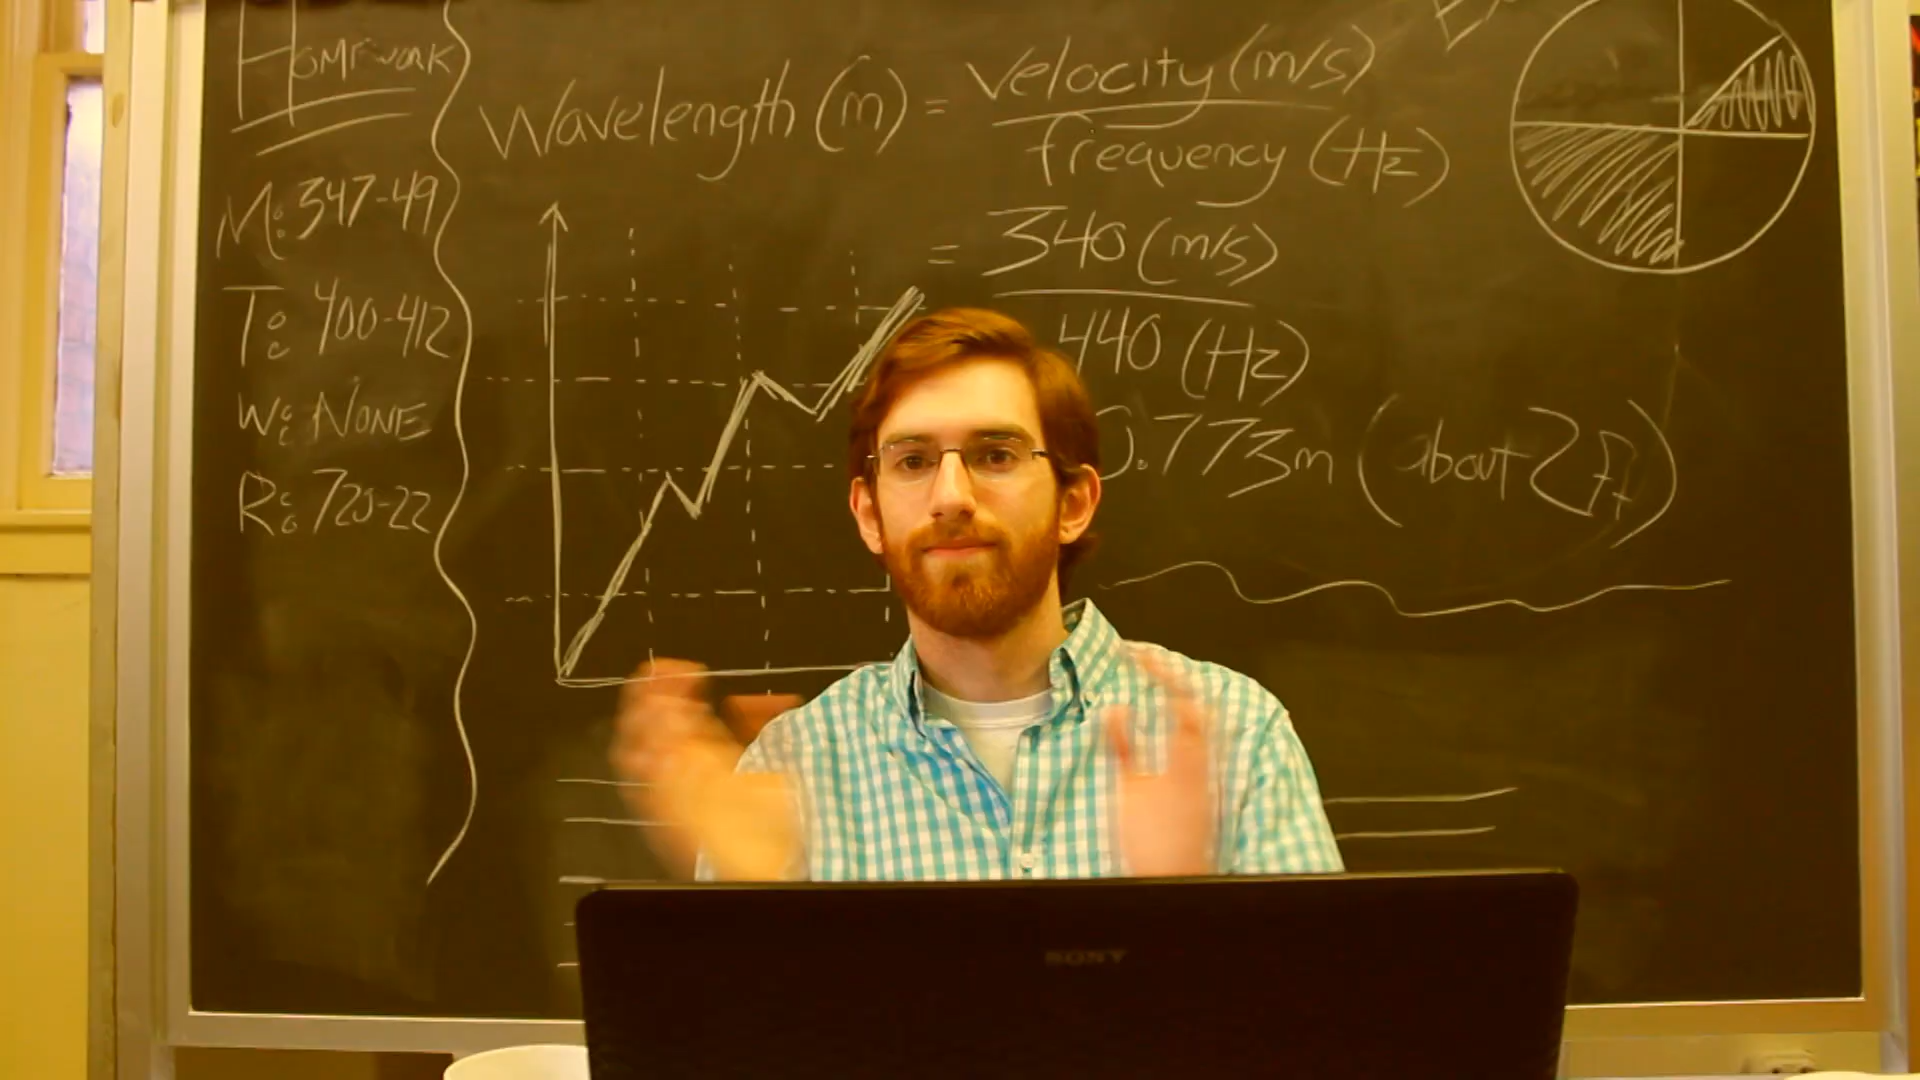 HOMEWORK
M: 347-49
T: 400-412
W: NONE
R: 720-22
Wavelength (m) = Velocity (m/s)
frequency (Hz)
= 340 (m/s)
440 (Hz)
0.773m (about 2 ft)
SONY